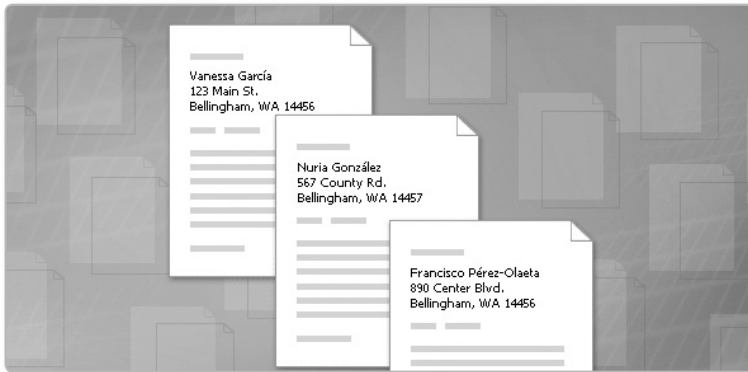 Vanessa García
123 Main St.
Bellingham, WA 14456
Nuria González
567 County Rd.
Bellingham, WA 14457
Francisco Pérez-Olaeta
890 Center Blvd.
Bellingham, WA 14456